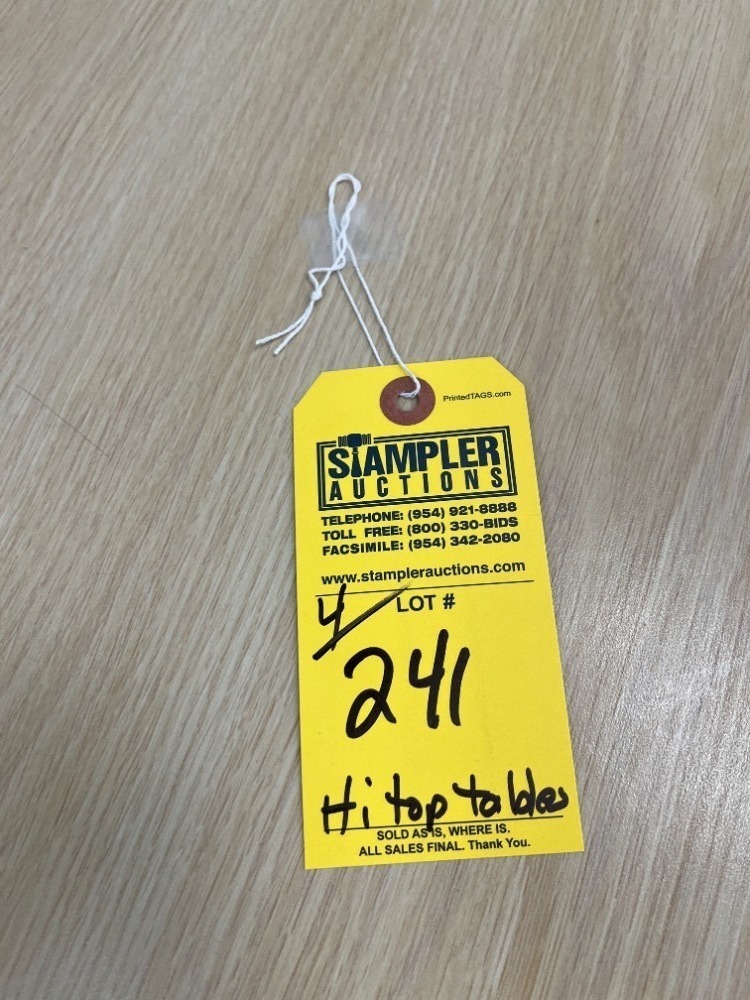 PrintedTAGS.com
STAMPLER
AUCTIONS
TELEPHONE: (954) 921-8888
TOLL FREE: (800) 330-BIDS
FACSIMILE: (954) 342-2080
www.stamplerauctions.com
4/ LOT #
241
Hi top tables
SOLD AS IS, WHERE IS.
ALL SALES FINAL. Thank You.